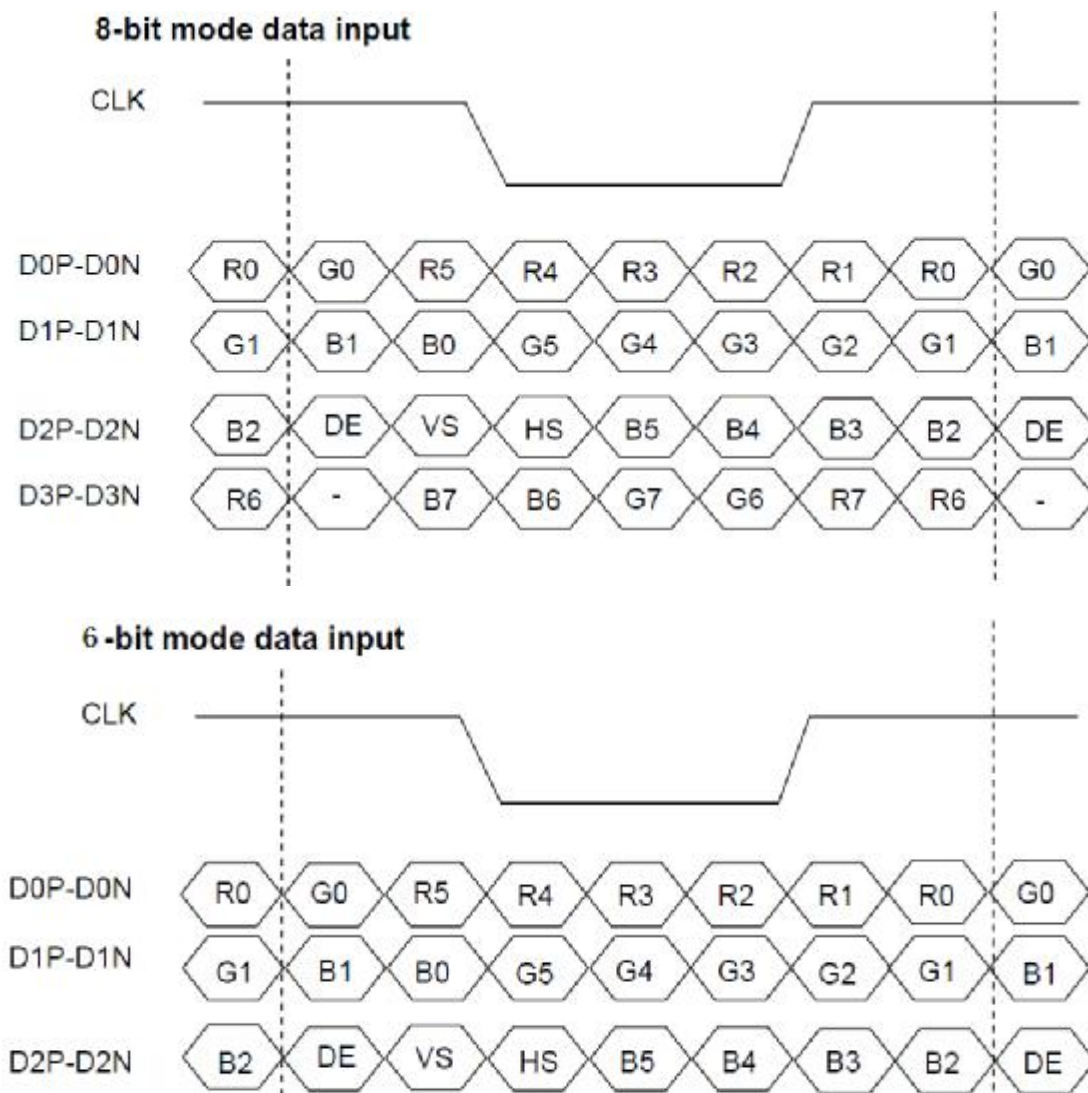 8-bit mode data input
CLK
D0P-D0N R0 G0 R5 R4 R3 R2 R1 R0 G0
D1P-D1N G1 B1 B0 G5 G4 G3 G2 G1 B1
D2P-D2N B2 DE VS HS B5 B4 B3 B2 DE
D3P-D3N R6 - B7 B6 G7 G6 R7 R6 -
6-bit mode data input
CLK
D0P-D0N R0 G0 R5 R4 R3 R2 R1 R0 G0
D1P-D1N G1 B1 B0 G5 G4 G3 G2 G1 B1
D2P-D2N B2 DE VS HS B5 B4 B3 B2 DE